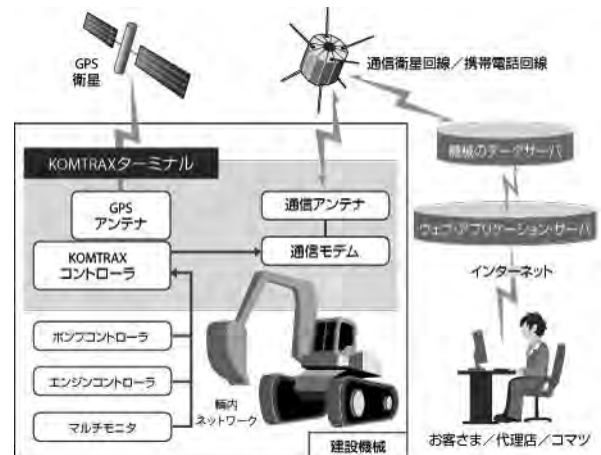 GPS
衛星
通信衛星回線／携帯電話回線
機械のデータサーバ
KOMTRAXターミナル
GPS
アンテナ
通信アンテナ
ウェブ・アプリケーション・サーバ
KOMTRAX
コントローラ
通信モデム
インターネット
ポンプコントローラ
エンジンコントローラ
マルチモニタ
輌内
ネットワーク
建設機械
お客さま／代理店／コマツ